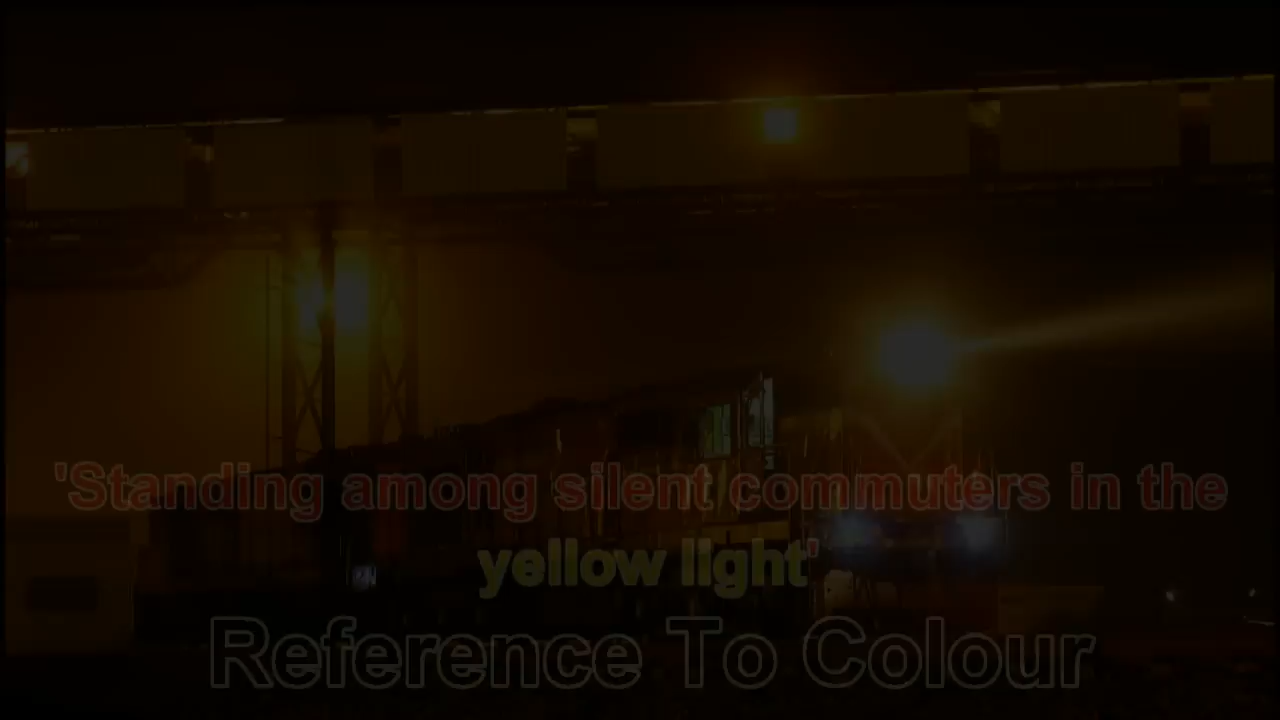 'Standing among silent commuters in the
yellow light'
Reference To Colour